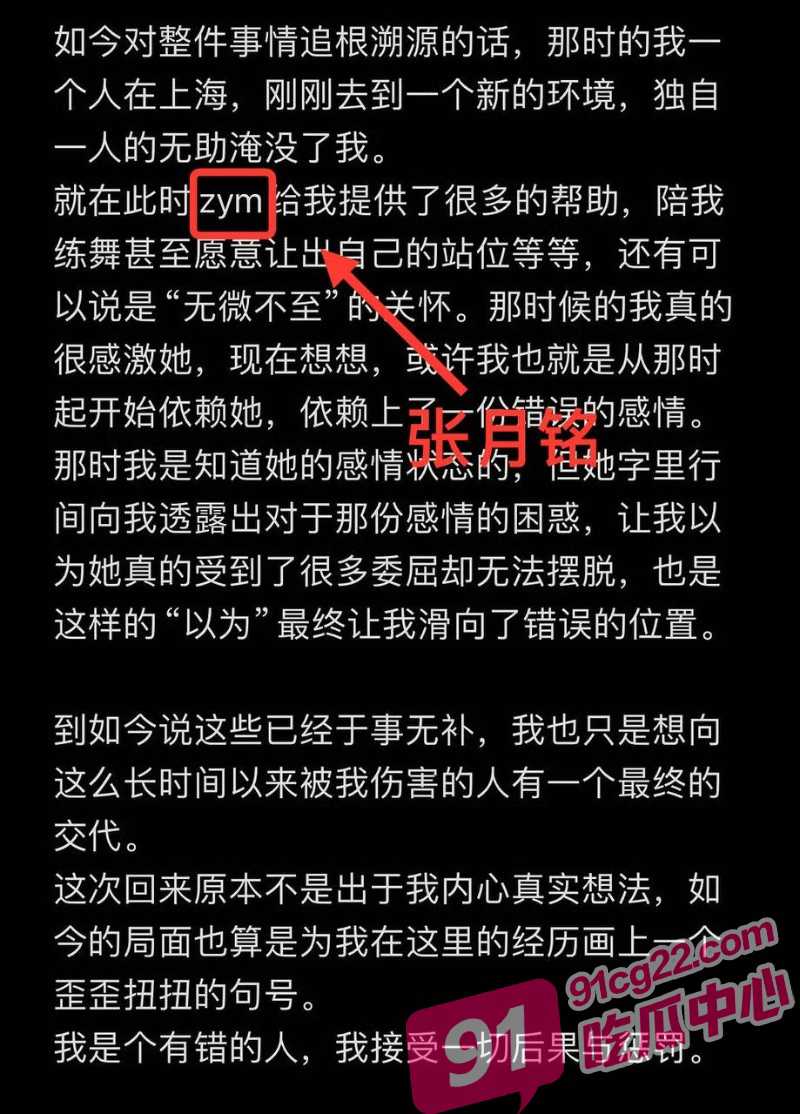 如今对整件事情追根溯源的话，那时的我一
个人在上海，刚刚去到一个新的环境，独自
一人的无助淹没了我。
就在此时 zym 给我提供了很多的帮助，陪我
练舞甚至愿意让出自己的站位等等，还有可
以说是“无微不至”的关怀。那时候的我真的
很感激她，现在想想，或许我也就是从那时
起开始依赖她，依赖上了一份错误的感情。
张月铭
那时我是知道她的感情状态的，但她字里行
间向我透露出对于那份感情的困惑，让我以
为她真的受到了很多委屈却无法摆脱，也是
这样的“以为”最终让我滑向了错误的位置。
到如今说这些已经于事无补，我也只是想向
这么长时间以来被我伤害的人有一个最终的
交代。
这次回来原本不是出于我内心真实想法，如
今的局面也算是为我在这里的经历画上一个
歪歪扭扭的句号。
我是个有错的人，我接受一切后果与惩罚。
91
91cg22.com
吃瓜中心